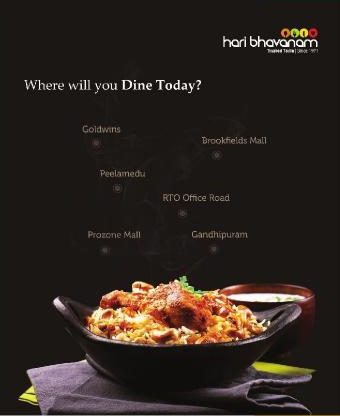 hari bhavanam
Trusted Taste | Since 1971
Where will you Dine Today?
Goldwins
Brookfields Mall
Peelamedu
RTO Office Road
Prozone Mall
Gandhipuram